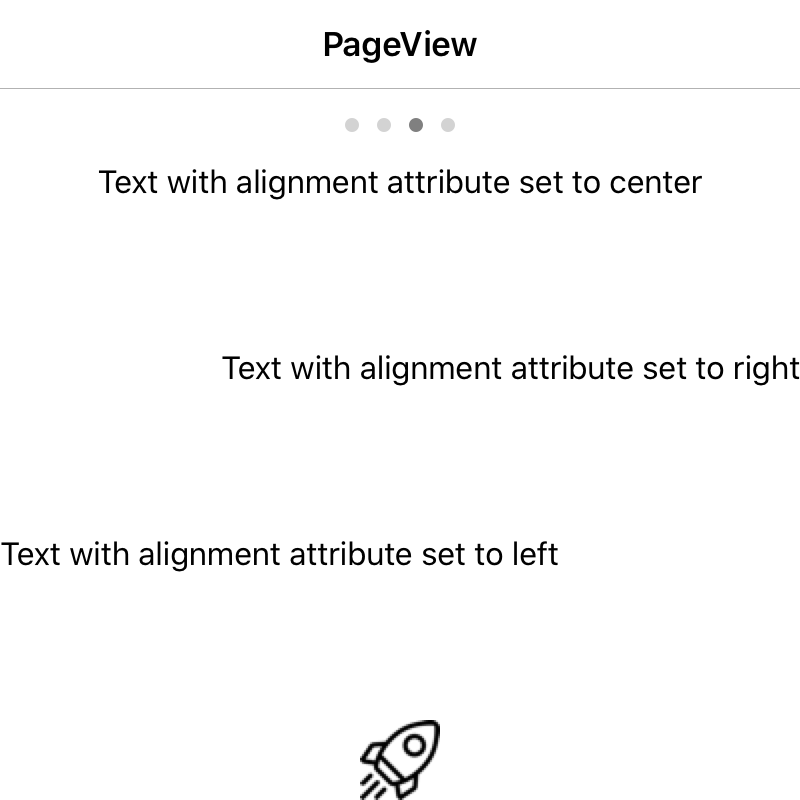 PageView
Text with alignment attribute set to center
Text with alignment attribute set to right
Text with alignment attribute set to left